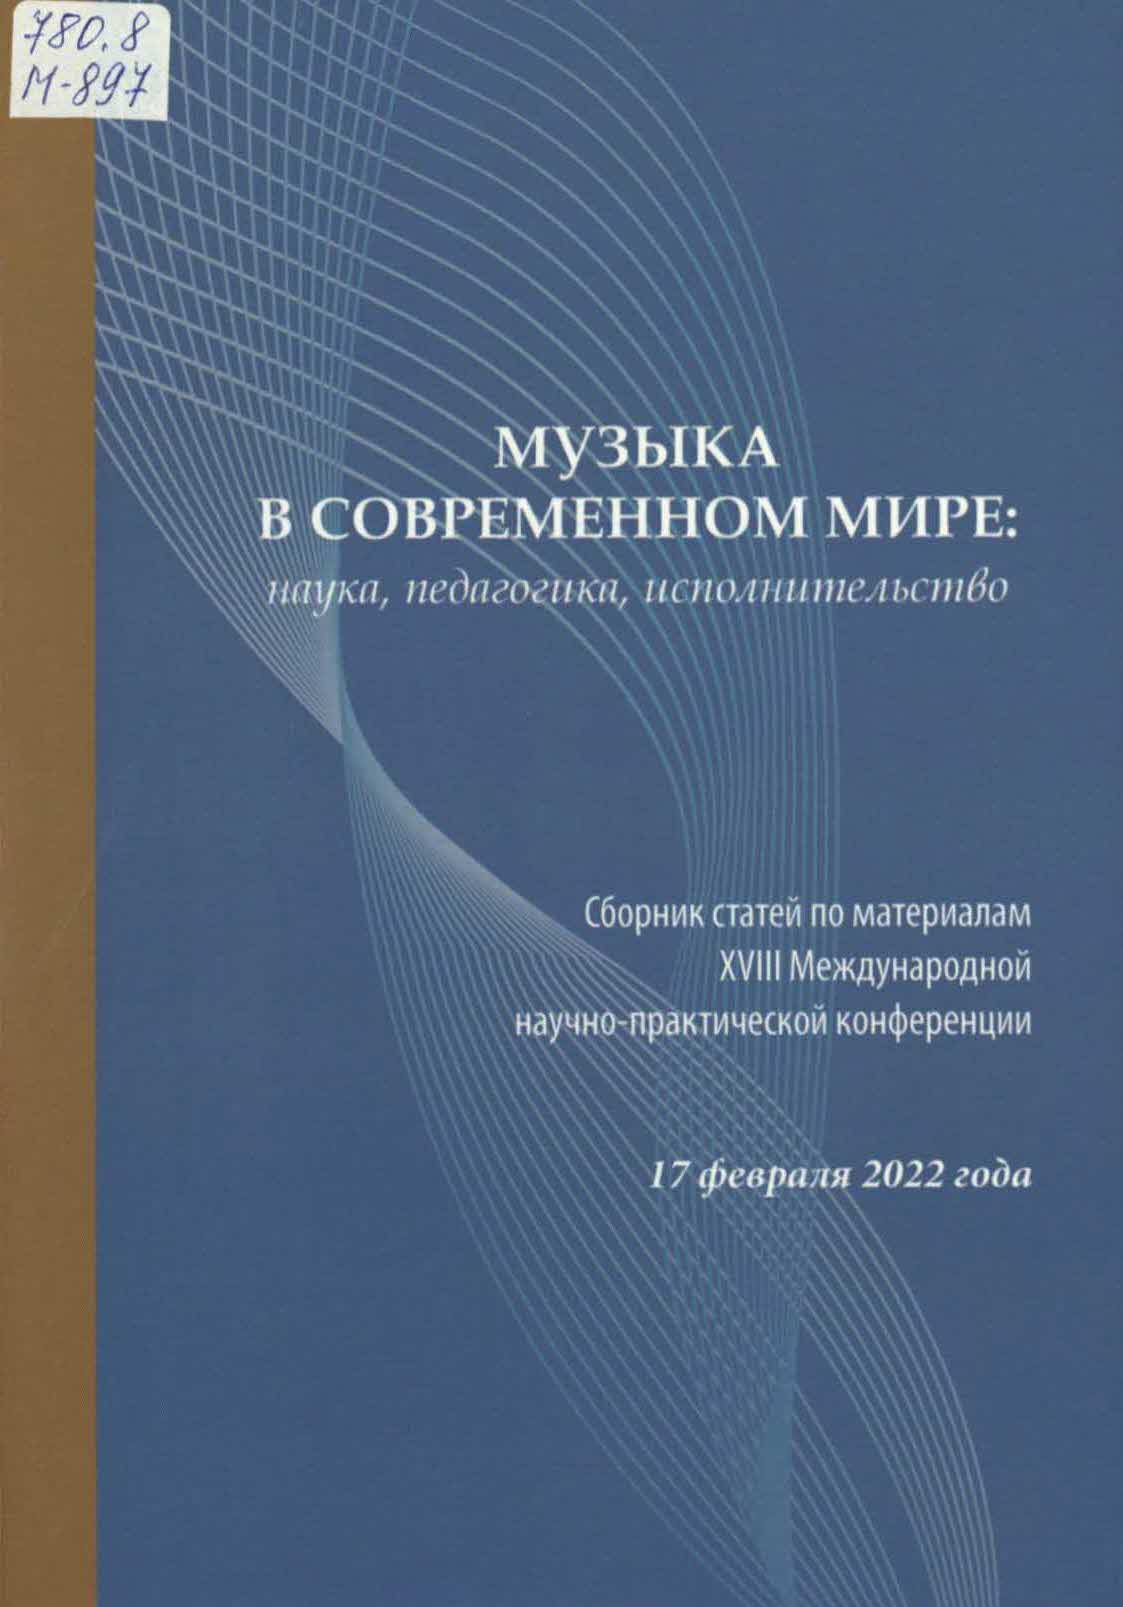 780.8
М-897
МУЗЫКА
В СОВРЕМЕННОМ МИРЕ:
наука, педагогика, исполнительство
Сборник статей по материалам
XVIII Международной
научно-практической конференции
17 февраля 2022 года